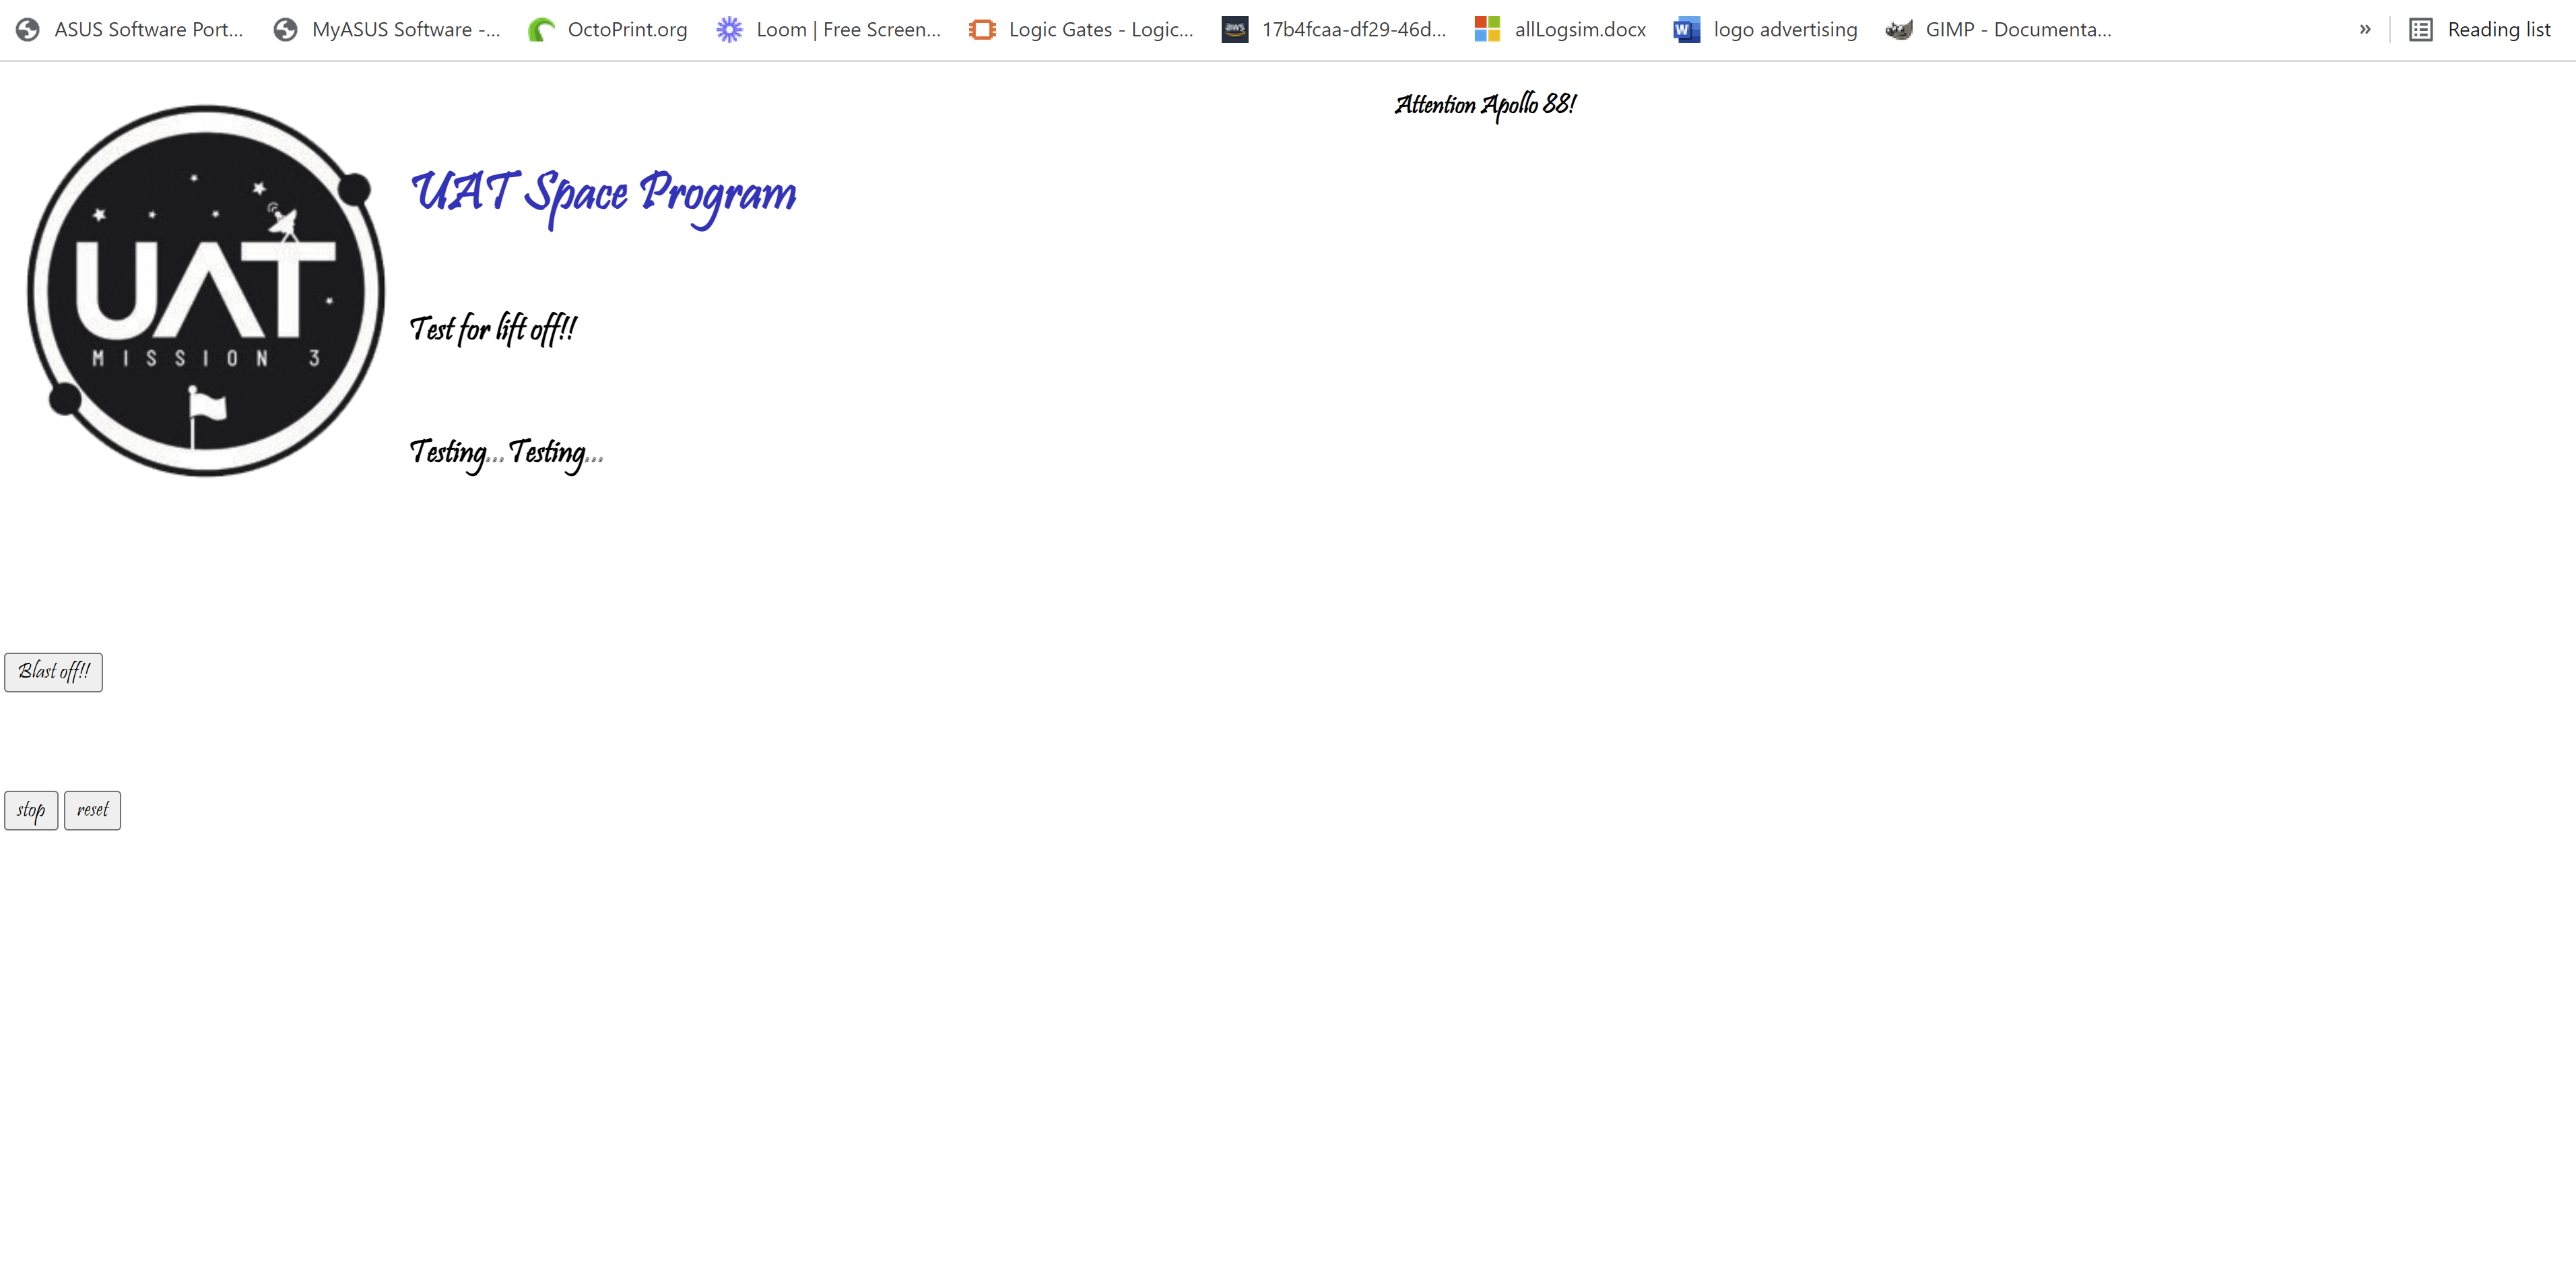 ASUS Software Port... MyASUS Software -... OctoPrint.org Loom | Free Screen... Logic Gates - Logic... aws 17b4fcaa-df29-46d... allLogsim.docx W logo advertising GIMP - Documenta... » Reading list
Attention Apollo 88!
UAT Space Program
UAT
MISSION 3
Test for lift off!!
Testing... Testing...
Blast off!!
stop reset